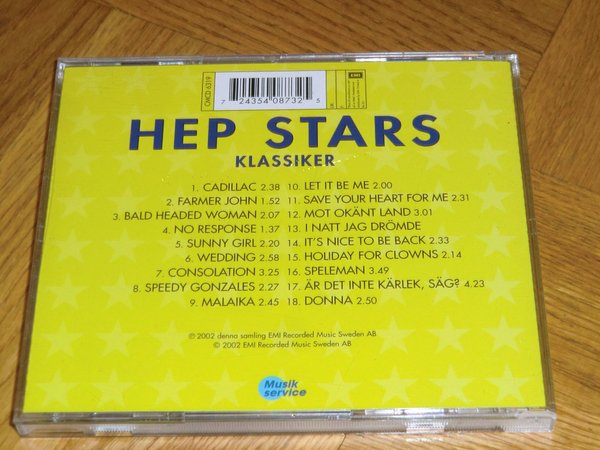 CMCD 6319
7 24354 08732 5
EMI
HEP STARS
KLASSIKER
1. CADILLAC 2.38
2. FARMER JOHN 1.52
3. BALD HEADED WOMAN 2.07
4. NO RESPONSE 1.37
5. SUNNY GIRL 2.20
6. WEDDING 2.58
7. CONSOLATION 3.25
8. SPEEDY GONZALES 2.27
9. MALAIKA 2.45
10. LET IT BE ME 2.00
11. SAVE YOUR HEART FOR ME 2.31
12. MOT OKÄNT LAND 3.01
13. I NATT JAG DRÖMDE
14. IT'S NICE TO BE BACK 2.33
15. HOLIDAY FOR CLOWNS 2.14
16. SPELEMAN 3.49
17. ÄR DET INTE KÄRLEK, SÄG? 4.23
18. DONNA 2.50
℗ 2002 denna samling EMI Recorded Music Sweden AB
© 2002 EMI Recorded Music Sweden AB
Musik
service